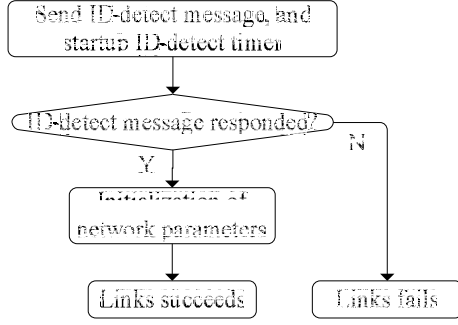 Send ID-detect message, and
startup ID-detect timer
ID-detect message responded?
N
Y
Initialization of
network parameters
Links succeeds
Links fails